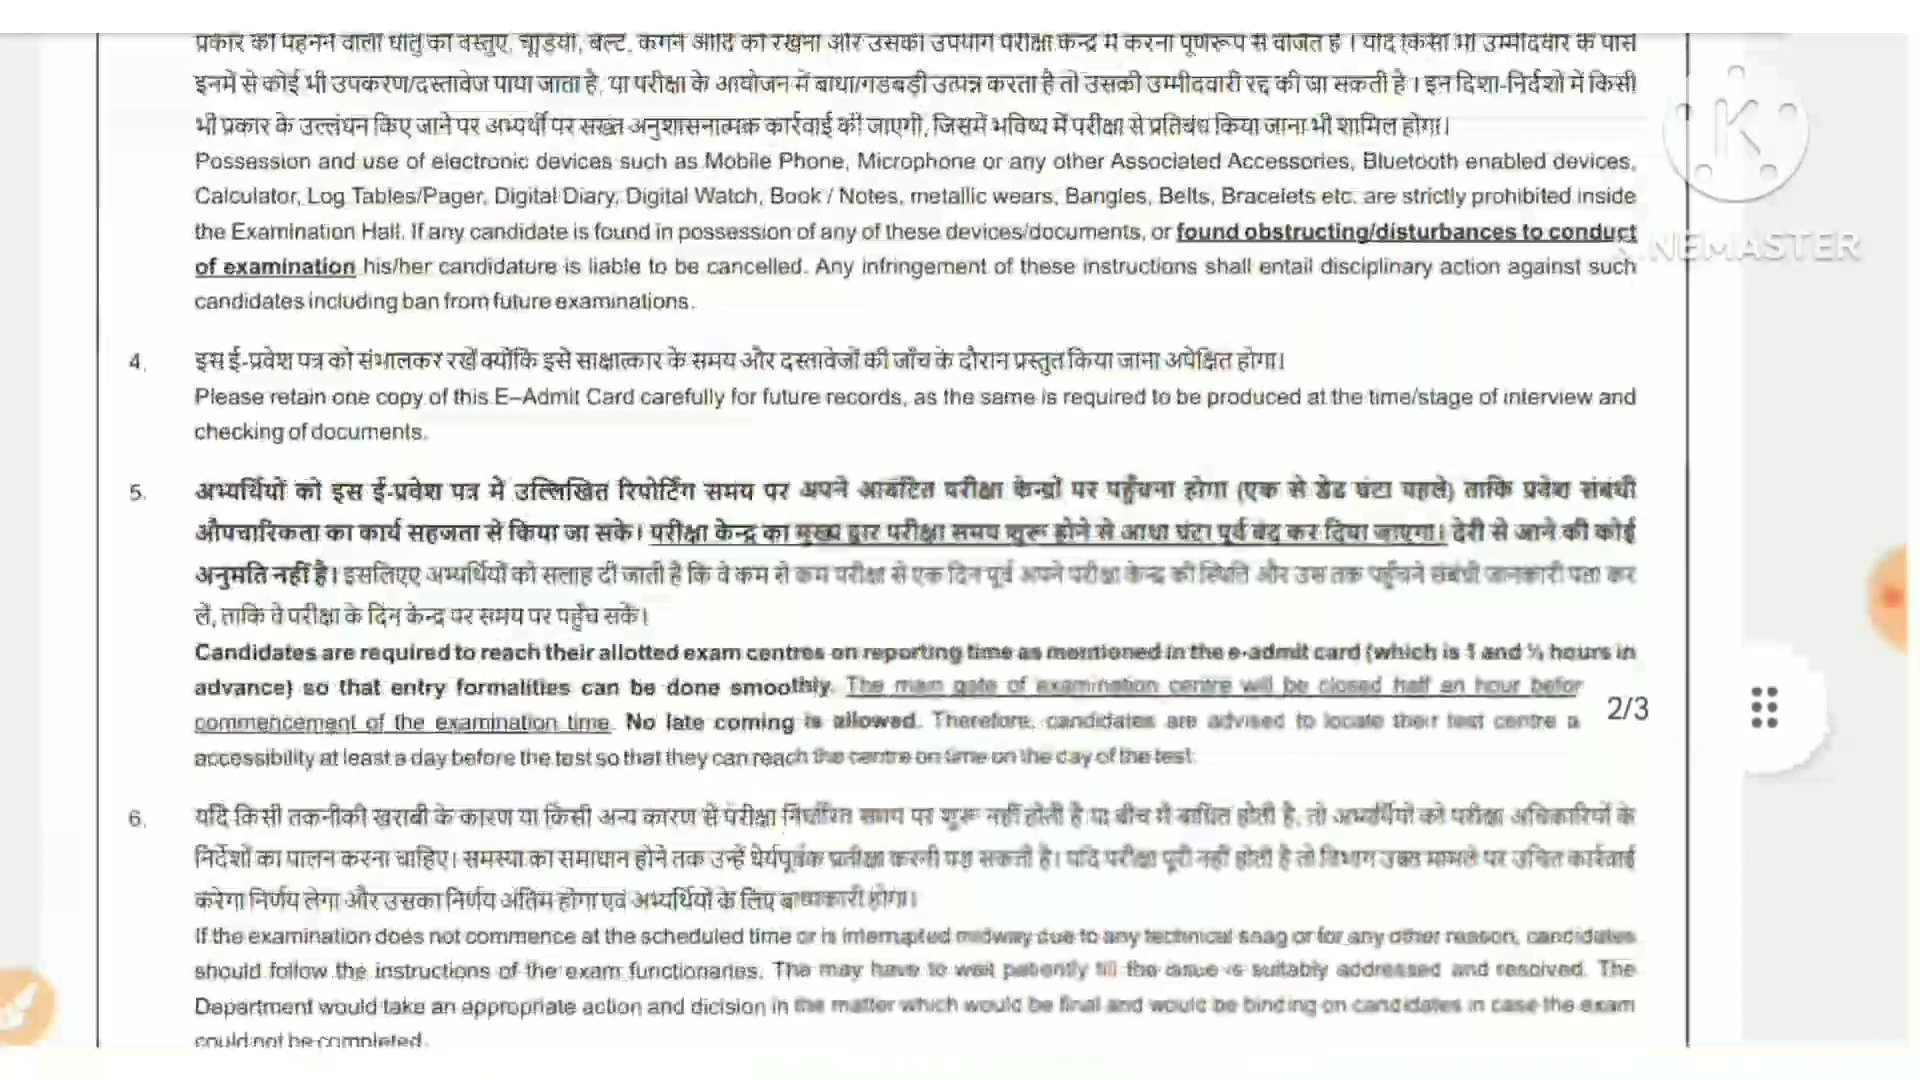 प्रकार की पहनने वाली धातु की वस्तुएं, चूड़ियां, बेल्ट, कंगन आदि को रखना और उसका उपयोग परीक्षा केन्द्र में करना पूर्णरूप से वर्जित है। यदि किसी भी उम्मीदवार के पास
इनमें से कोई भी उपकरण/दस्तावेज पाया जाता है, या परीक्षा के आयोजन में बाधा/गडबडी उत्पन्न करता है तो उसकी उम्मीदवारी रद्द की जा सकती है। इन दिशा-निर्देशों में किसी
भी प्रकार के उल्लंघन किए जाने पर अभ्यर्थी पर सख्त अनुशासनात्मक कार्रवाई की जाएगी, जिसमें भविष्य में परीक्षा से प्रतिबंध किया जाना भी शामिल होगा।
Possession and use of electronic devices such as Mobile Phone, Microphone or any other Associated Accessories, Bluetooth enabled devices,
Calculator, Log Tables/Pager, Digital Diary, Digital Watch, Book / Notes, metallic wears, Bangles, Belts, Bracelets etc. are strictly prohibited inside
the Examination Hall. If any candidate is found in possession of any of these devices/documents, or found obstructing/disturbances to conduct
of examination his/her candidature is liable to be cancelled. Any infringement of these instructions shall entail disciplinary action against such
candidates including ban from future examinations.
4. इस ई-प्रवेश पत्र को संभालकर रखें क्योंकि इसे साक्षात्कार के समय और दस्तावेजों की जाँच के दौरान प्रस्तुत किया जाना अपेक्षित होगा।
Please retain one copy of this E–Admit Card carefully for future records, as the same is required to be produced at the time/stage of interview and
checking of documents.
5. अभ्यर्थियों को इस ई-प्रवेश पत्र में उल्लिखित रिपोर्टिंग समय पर अपने आबंटित परीक्षा केन्द्रों पर पहुँचना होगा (एक से डेढ घंटा पहले) ताकि प्रवेश संबंधी
औपचारिकता का कार्य सहजता से किया जा सके। परीक्षा केन्द्र का मुख्य द्वार परीक्षा समय शुरू होने से आधा घंटा पूर्व बंद कर दिया जाएगा। देरी से आने की कोई
अनुमति नहीं है। इसलिएए अभ्यर्थियों को सलाह दी जाती है कि वे कम से कम परीक्षा से एक दिन पूर्व अपने परीक्षा केन्द्र की स्थिति और उस तक पहुँचने संबंधी जानकारी पता कर
लें, ताकि वे परीक्षा के दिन केन्द्र पर समय पर पहुँच सकें।
Candidates are required to reach their allotted exam centres on reporting time as mentioned in the e-admit card (which is 1 and ½ hours in
advance) so that entry formalities can be done smoothly. The main gate of examination centre will be closed half an hour befor
commencement of the examination time. No late coming is allowed. Therefore, candidates are advised to locate their test centre a
accessibility at least a day before the test so that they can reach the centre on time on the day of the test.
2/3
6. यदि किसी तकनीकी खराबी के कारण या किसी अन्य कारण से परीक्षा निर्धारित समय पर शुरू नहीं होती है या बीच में बाधित होती है, तो अभ्यर्थियों को परीक्षा अधिकारियों के
निर्देशों का पालन करना चाहिए। समस्या का समाधान होने तक उन्हें धैर्यपूर्वक प्रतीक्षा करनी पड सकती है। यदि परीक्षा पूरी नहीं होती है तो विभाग उक्त मामले पर उचित कार्रवाई
करेगा निर्णय लेगा और उसका निर्णय अंतिम होगा एवं अभ्यर्थियों के लिए बाध्यकारी होगा।
If the examination does not commence at the scheduled time or is interrupted midway due to any technical snag or for any other reason, candidates
should follow the instructions of the exam functionaries. The may have to wait patiently till the issue is suitably addressed and resolved. The
Department would take an appropriate action and dicision in the matter which would be final and would be binding on candidates in case the exam
could not be completed.
K
KINEMASTER